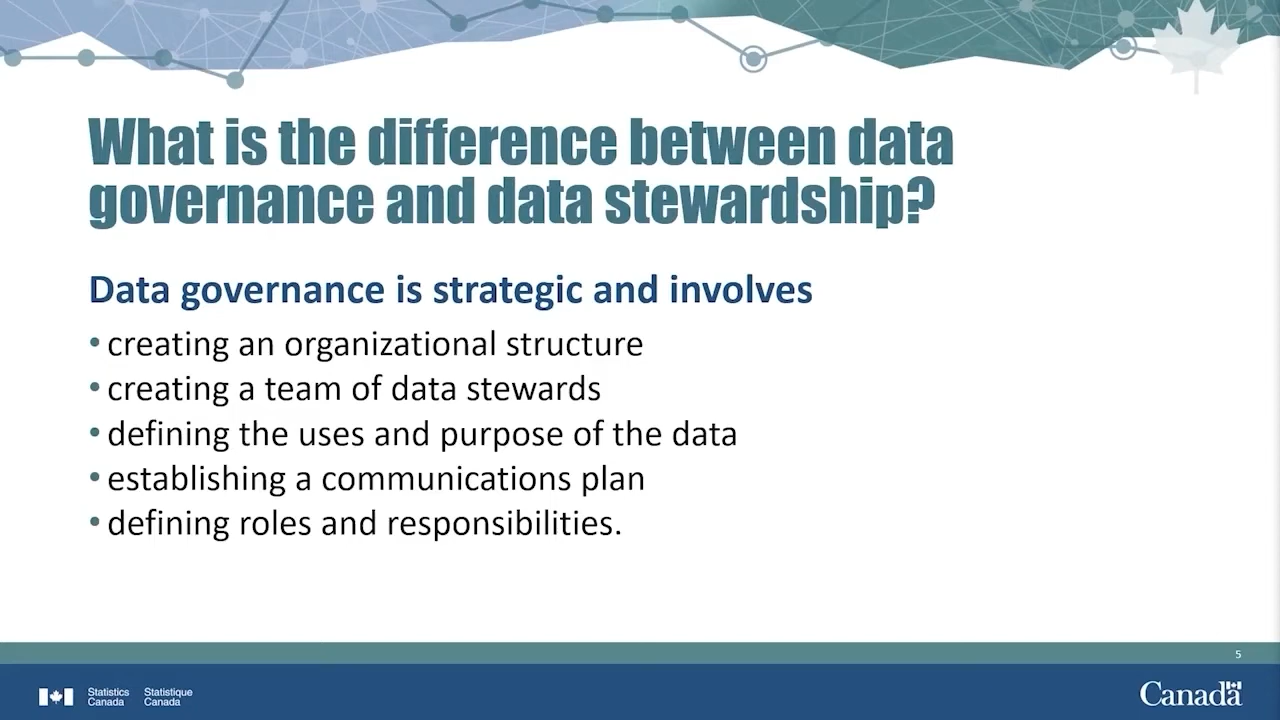 What is the difference between data
governance and data stewardship?
Data governance is strategic and involves
• creating an organizational structure
• creating a team of data stewards
• defining the uses and purpose of the data
• establishing a communications plan
• defining roles and responsibilities.
5
Statistics Canada
Statistique Canada
Canada